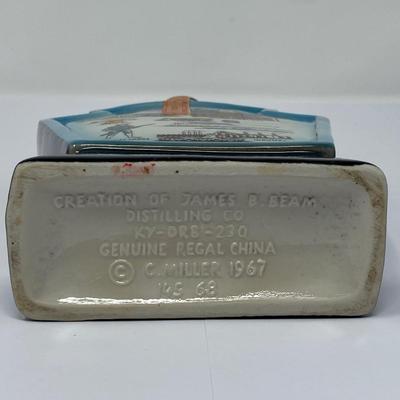 CREATION OF JAMES B. BEAM
DISTILLING CO
KY-DRB-230
GENUINE REGAL CHINA
© C. MILLER 1967
145 68